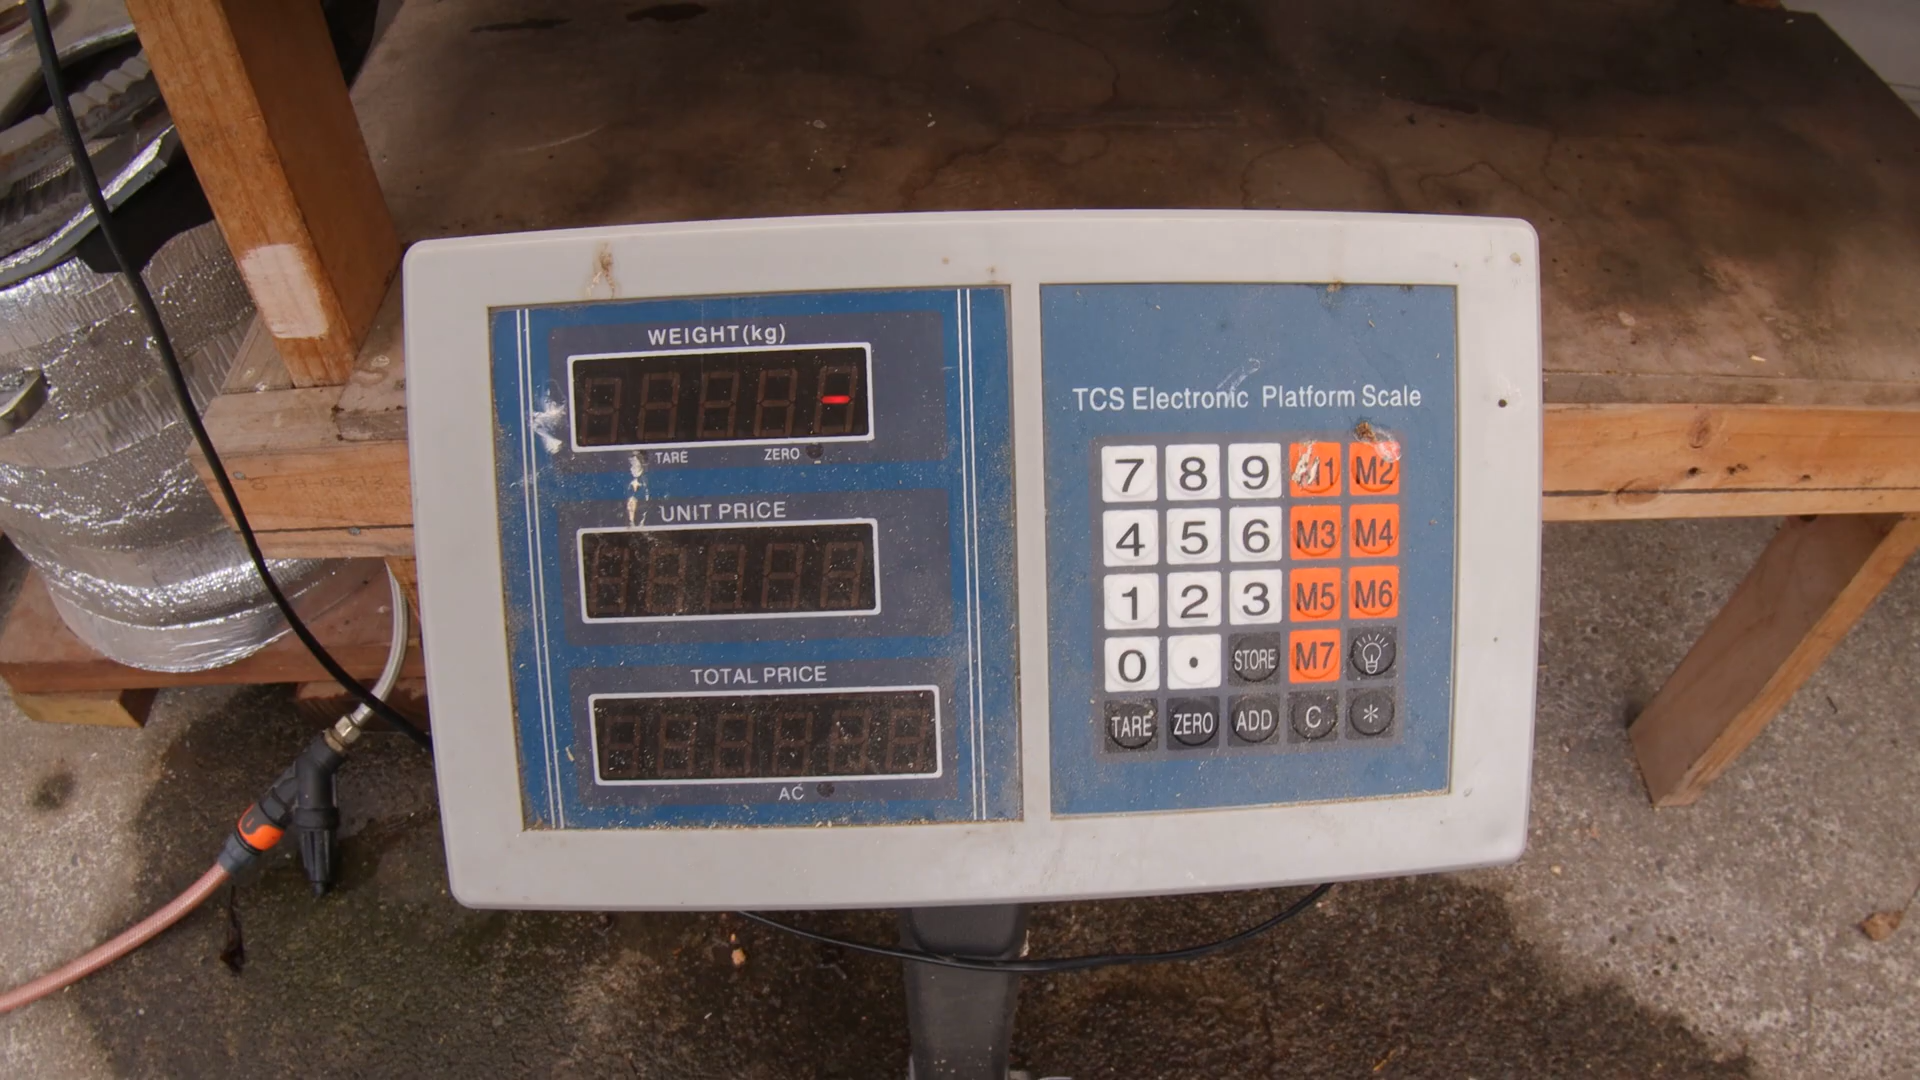 WEIGHT(kg)
-
TARE ZERO
UNIT PRICE
TOTAL PRICE
AC
TCS Electronic Platform Scale
7 8 9 M1 M2
4 5 6 M3 M4
1 2 3 M5 M6
0 . STORE M7
TARE ZERO ADD C *